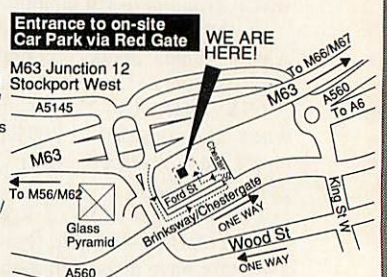 Entrance to on-site
Car Park via Red Gate
WE ARE
HERE!
M63 Junction 12
Stockport West
To M66/M67
M63
A5145
A560
To A6
M63
To M56/M62
Chester
Ford St
King St W
Glass
Pyramid
Brinksway/Chestergate
ONE WAY
Wood St
ONE WAY
A560